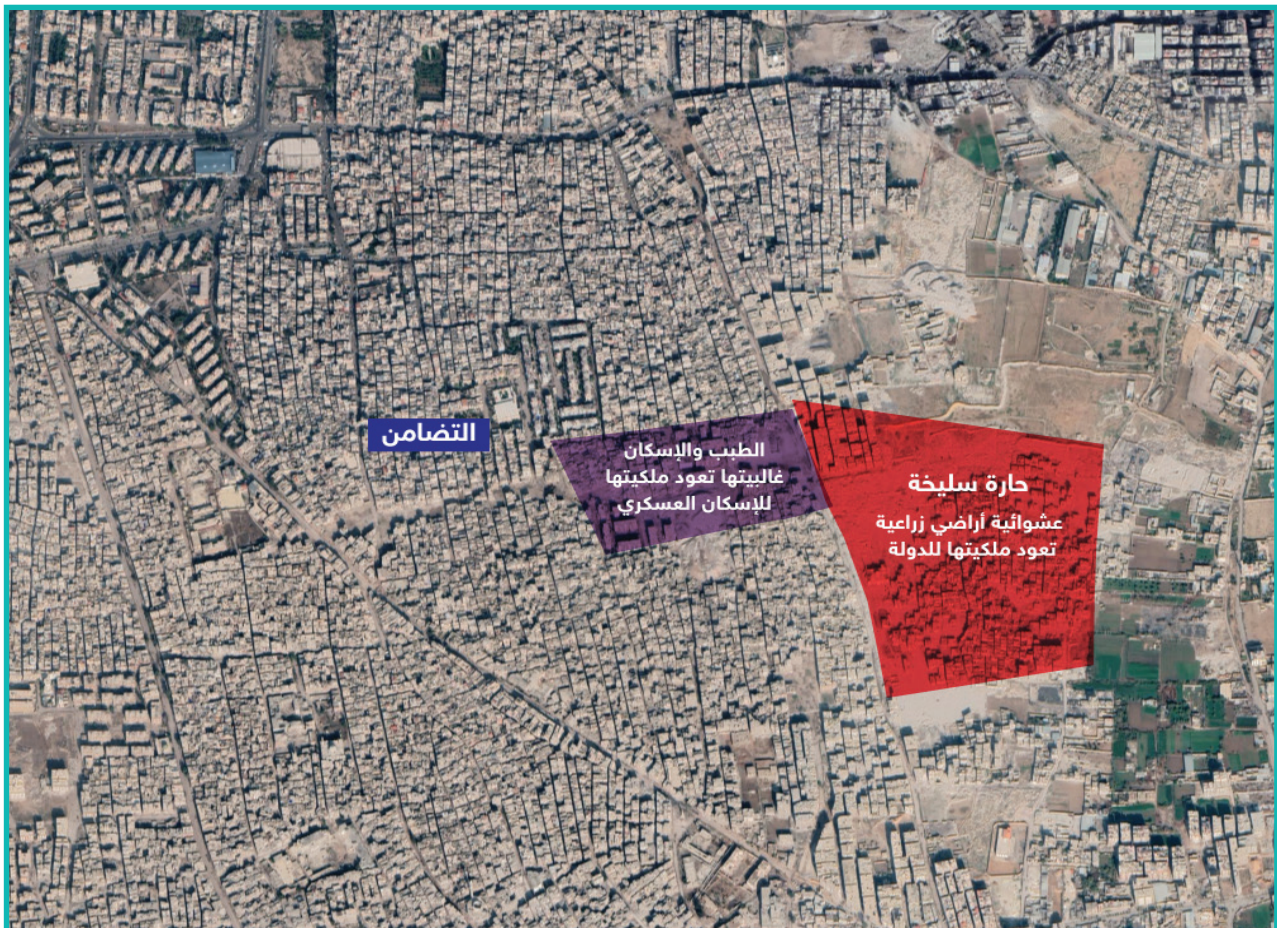 التضامن
الطبب والإسكان
غالبيتها تعود ملكيتها
للإسكان العسكري
حارة سليخة
عشوائية أراضي زراعية
تعود ملكيتها للدولة